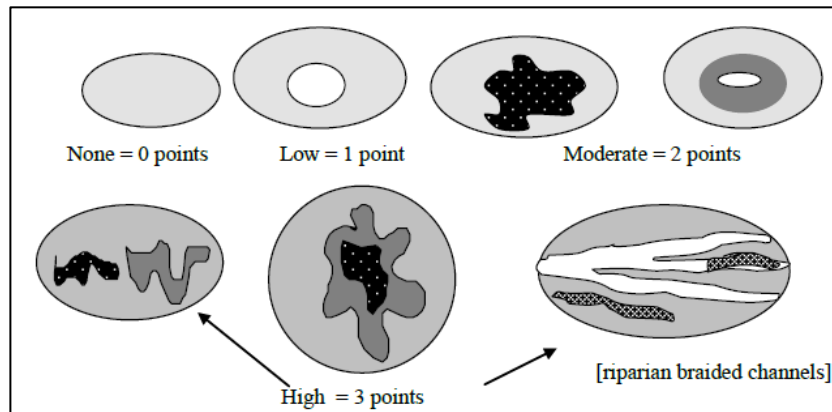 None = 0 points
Low = 1 point
Moderate = 2 points
[riparian braided channels]
High = 3 points